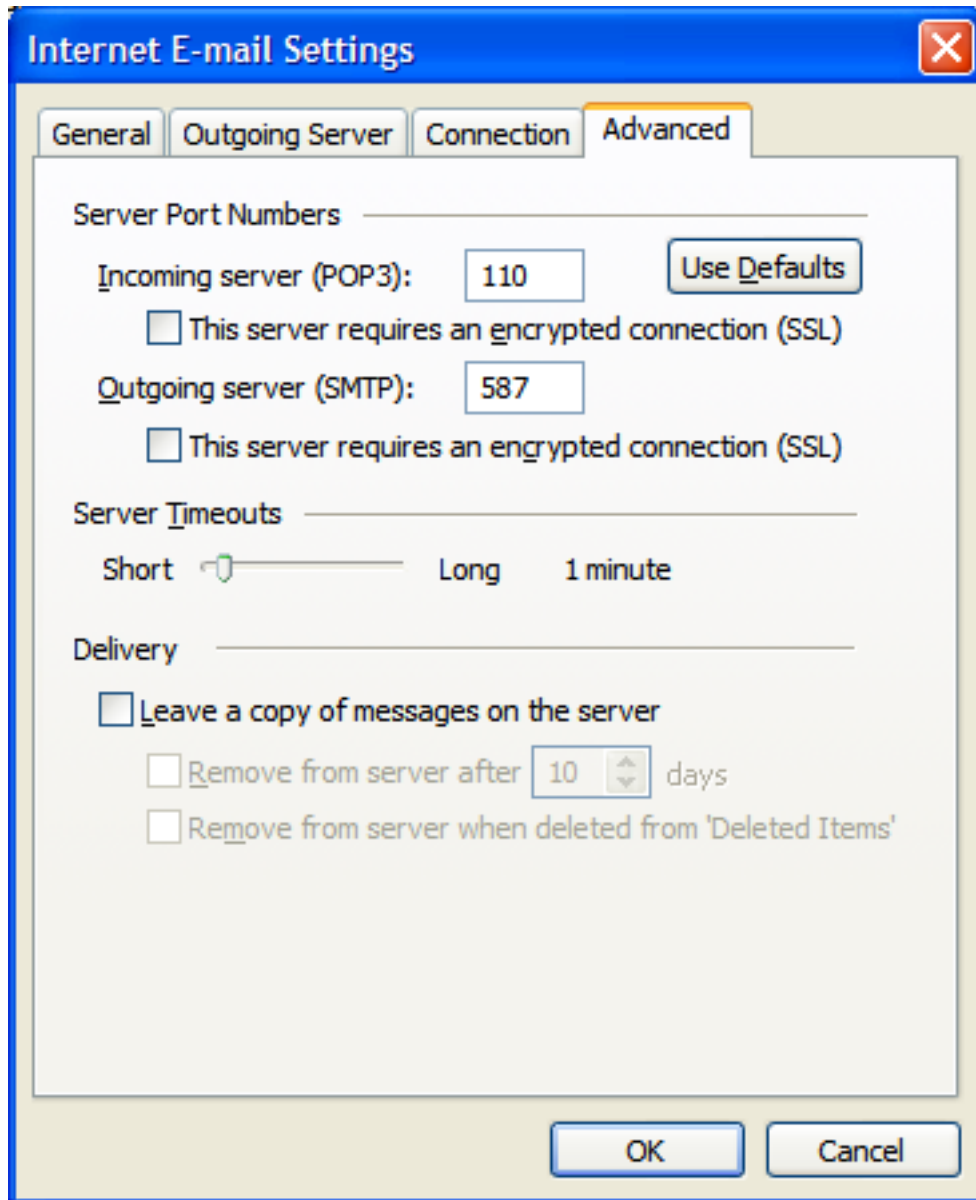 Internet E-mail Settings
General Outgoing Server Connection Advanced
Server Port Numbers
Incoming server (POP3): 110 Use Defaults
This server requires an encrypted connection (SSL)
Outgoing server (SMTP): 587
This server requires an encrypted connection (SSL)
Server Timeouts
Short Long 1 minute
Delivery
Leave a copy of messages on the server
Remove from server after 10 days
Remove from server when deleted from 'Deleted Items'
OK Cancel